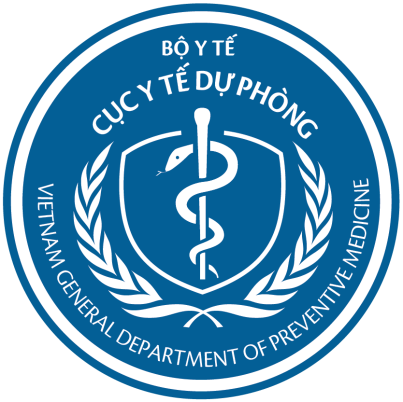 BỘ Y TẾ
CỤC Y TẾ DỰ PHÒNG
VIETNAM GENERAL DEPARTMENT OF PREVENTIVE MEDICINE